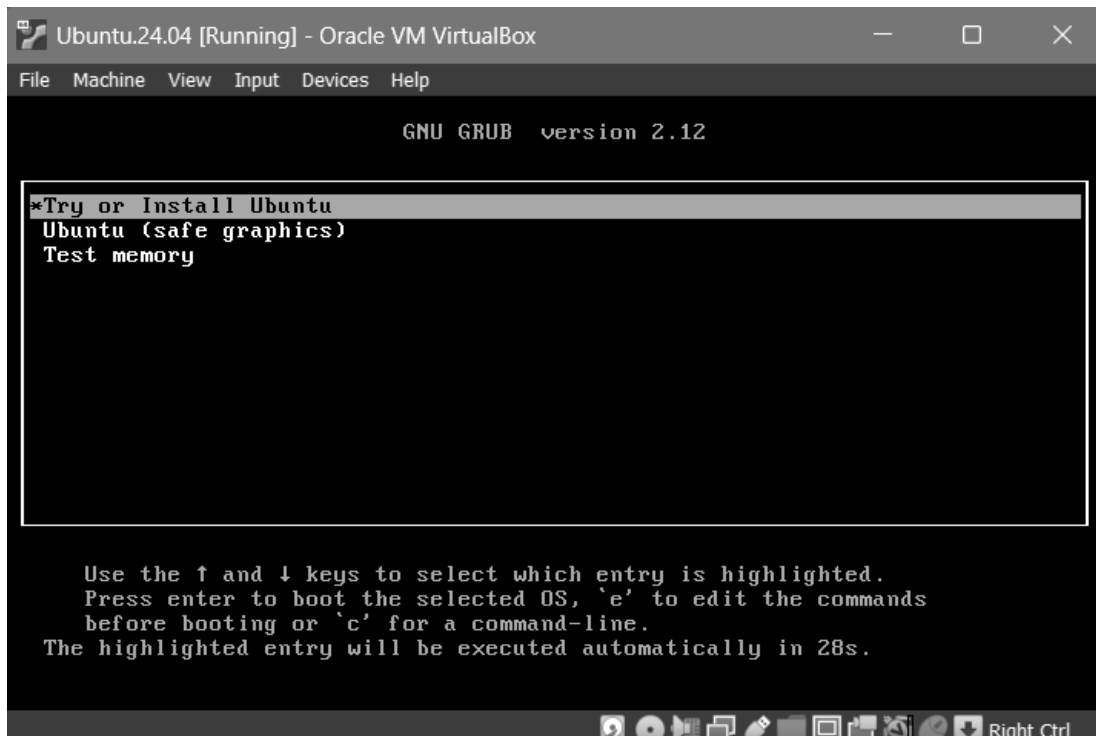 Ubuntu.24.04 [Running] - Oracle VM VirtualBox
File Machine View Input Devices Help
GNU GRUB version 2.12
*Try or Install Ubuntu
Ubuntu (safe graphics)
Test memory
Use the ↑ and ↓ keys to select which entry is highlighted.
Press enter to boot the selected OS, `e' to edit the commands
before booting or `c' for a command-line.
The highlighted entry will be executed automatically in 28s.
Right Ctrl